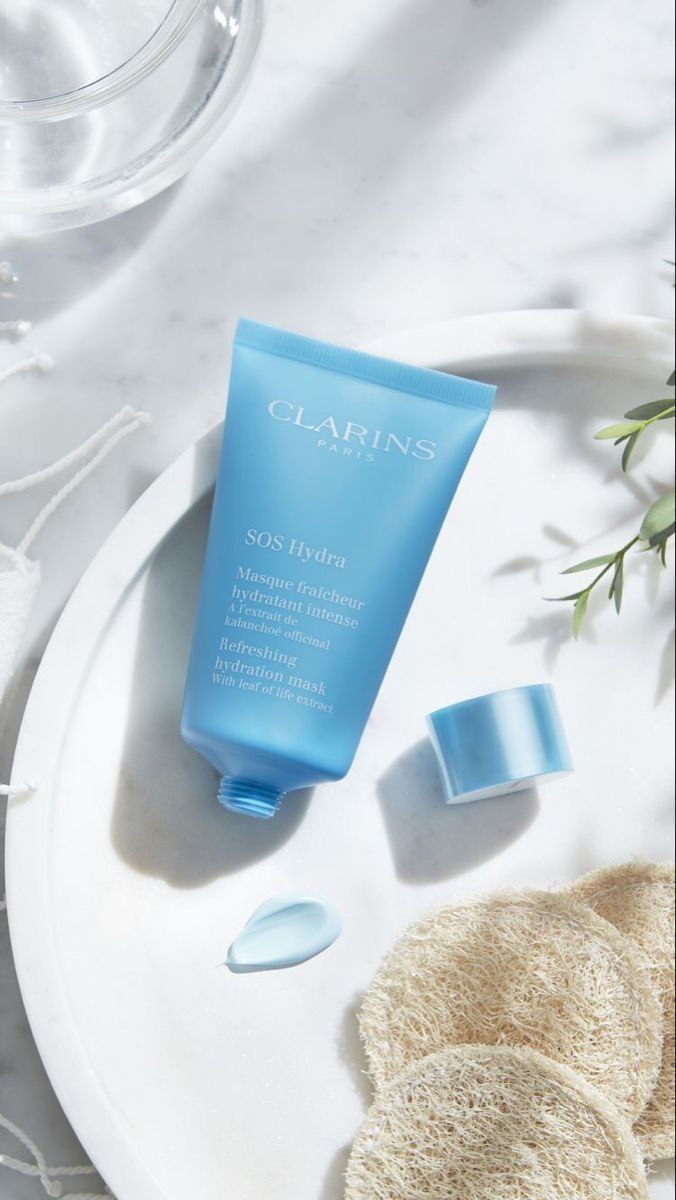 CLARINS
PARIS
SOS Hydra
Masque fraîcheur
hydratant intense
A l'extrait de
kalanchoé officinal
Refreshing
hydration mask
With leaf of life extract